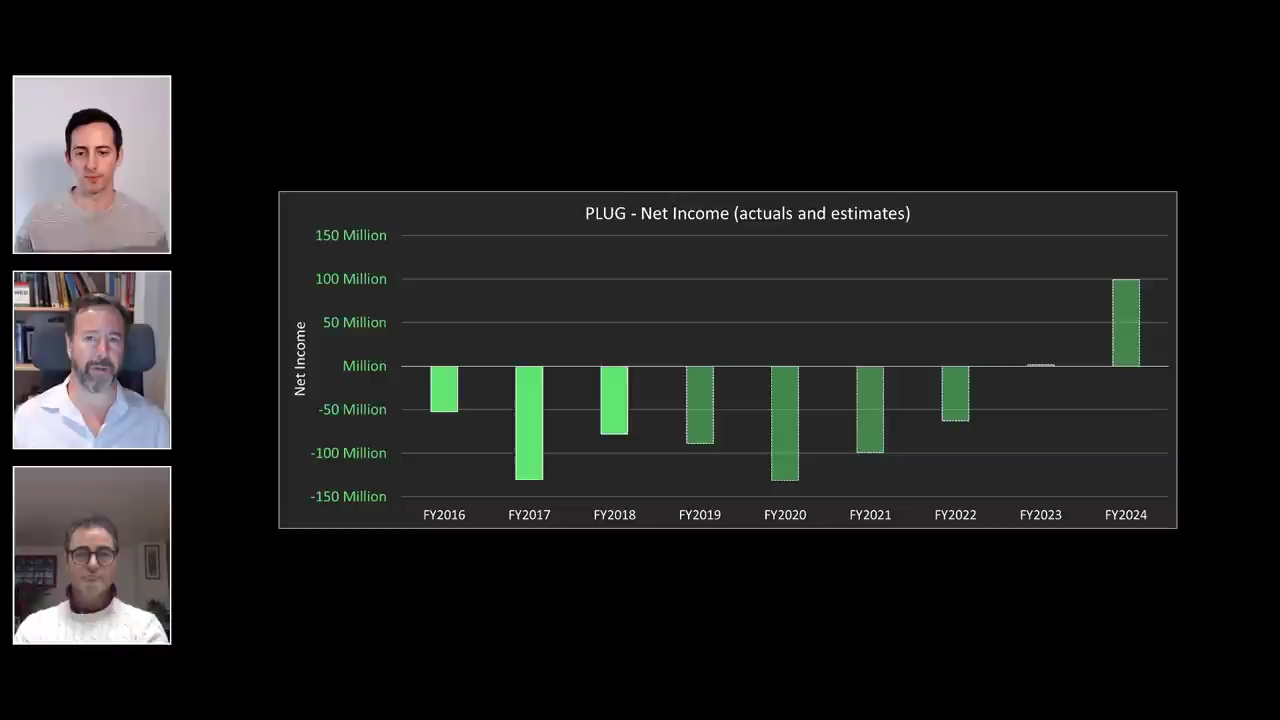 PLUG - Net Income (actuals and estimates)
150 Million
100 Million
50 Million
Million
-50 Million
-100 Million
-150 Million
Net Income
FY2016 FY2017 FY2018 FY2019 FY2020 FY2021 FY2022 FY2023 FY2024